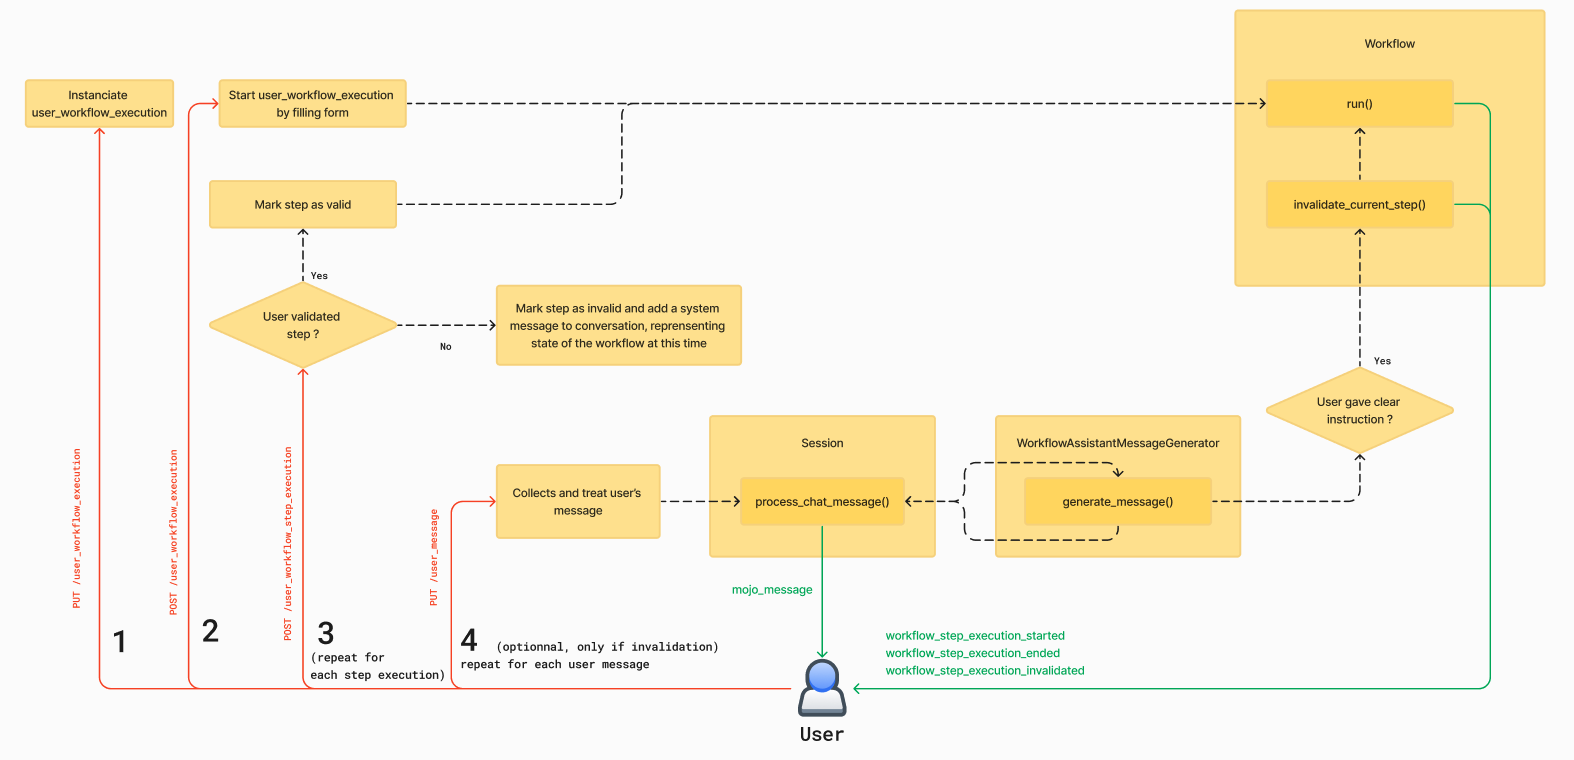 Workflow
Instanciate
user_workflow_execution
Start user_workflow_execution
by filling form
run()
Mark step as valid
invalidate_current_step()
Yes
User validated
step ?
No
Mark step as invalid and add a system
message to conversation, reprensenting
state of the workflow at this time
Yes
User gave clear
instruction ?
Session
WorkflowAssistantMessageGenerator
Collects and treat user's
message
process_chat_message()
generate_message()
PUT /user_workflow_execution
POST /user_workflow_execution
POST /user_workflow_step_execution
PUT /user_message
mojo_message
1
2
3
(repeat for
each step execution)
4 (optionnal, only if invalidation)
repeat for each user message
workflow_step_execution_started
workflow_step_execution_ended
workflow_step_execution_invalidated
User